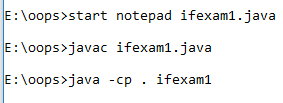 E:\oops>start notepad ifexam1.java
E:\oops>javac ifexam1.java
E:\oops>java -cp . ifexam1